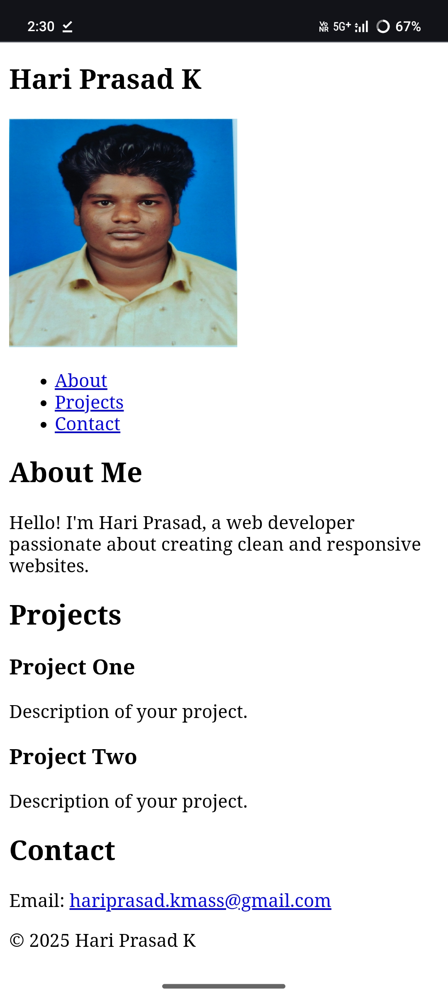 2:30
Vo
NR 5G+ 67%
Hari Prasad K
About
Projects
Contact
About Me
Hello! I'm Hari Prasad, a web developer
passionate about creating clean and responsive
websites.
Projects
Project One
Description of your project.
Project Two
Description of your project.
Contact
Email: hariprasad.kmass@gmail.com
© 2025 Hari Prasad K